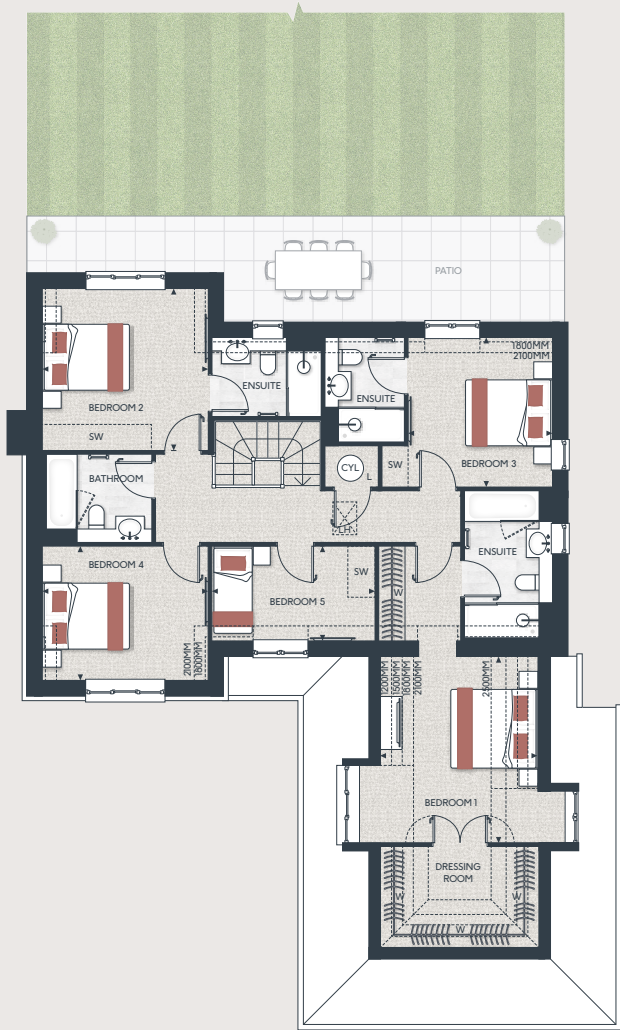 PATIO
1800MM
2100MM
ENSUITE
ENSUITE
BEDROOM 2
SW
BEDROOM 3
CYL
L
SW
BATHROOM
LH
ENSUITE
BEDROOM 4
SW
W
BEDROOM 5
2100MM
1800MM
1200MM
1500MM
1800MM
2100MM
2500MM
BEDROOM 1
DRESSING
ROOM
W
W
W